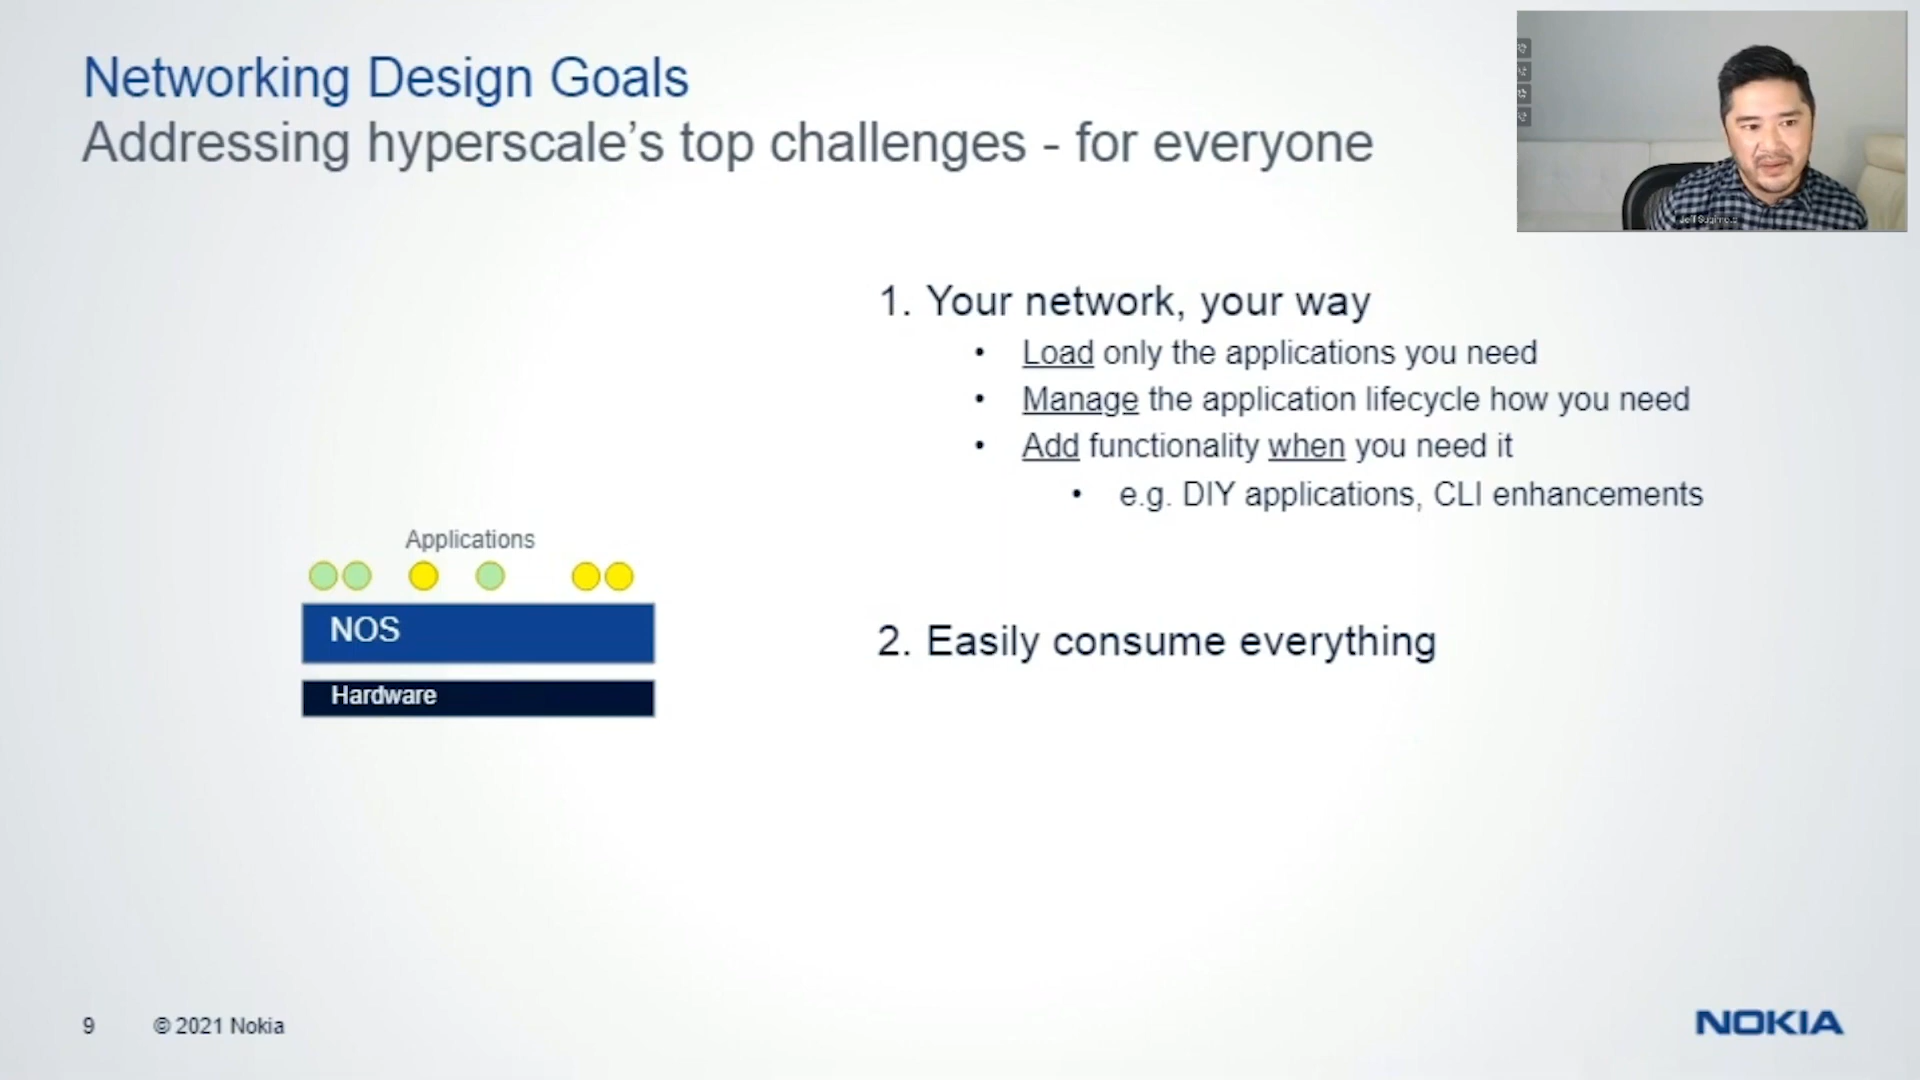 Networking Design Goals
Addressing hyperscale’s top challenges - for everyone
Jeff Sugimoto
1. Your network, your way
• Load only the applications you need
• Manage the application lifecycle how you need
• Add functionality when you need it
• e.g. DIY applications, CLI enhancements
Applications
NOS
Hardware
2. Easily consume everything
9 © 2021 Nokia
NOKIA